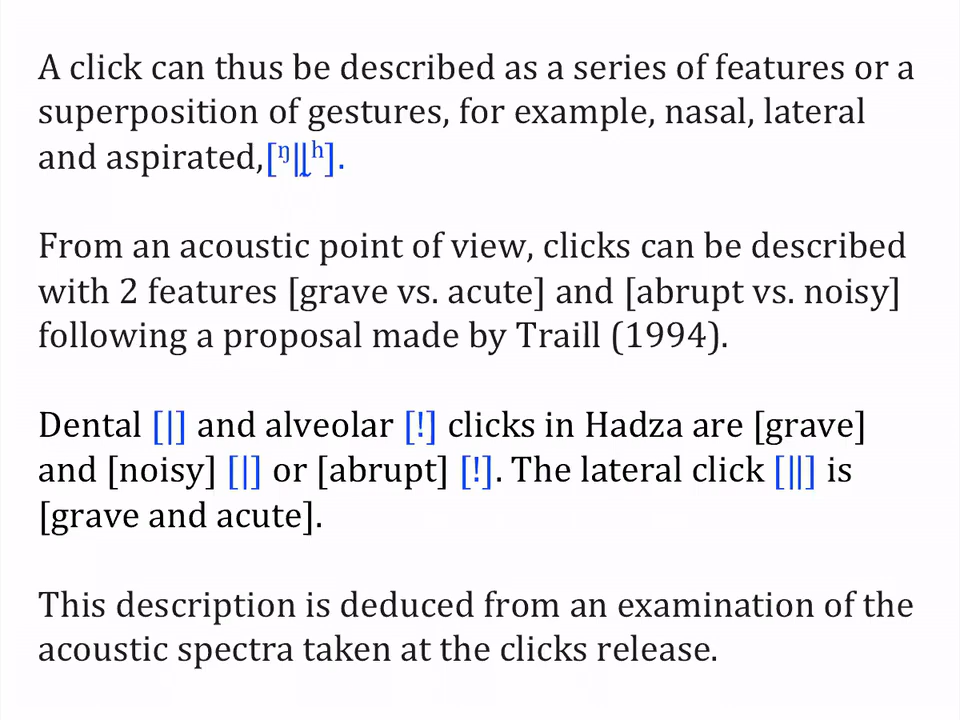 A click can thus be described as a series of features or a
superposition of gestures, for example, nasal, lateral
and aspirated,[ᵑ‖̬ʰ].
From an acoustic point of view, clicks can be described
with 2 features [grave vs. acute] and [abrupt vs. noisy]
following a proposal made by Traill (1994).
Dental [|] and alveolar [!] clicks in Hadza are [grave]
and [noisy] [|] or [abrupt] [!]. The lateral click [||] is
[grave and acute].
This description is deduced from an examination of the
acoustic spectra taken at the clicks release.